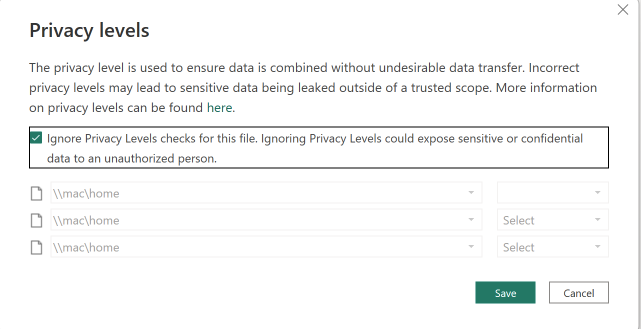 Privacy levels
The privacy level is used to ensure data is combined without undesirable data transfer. Incorrect
privacy levels may lead to sensitive data being leaked outside of a trusted scope. More information
on privacy levels can be found here.
Ignore Privacy Levels checks for this file. Ignoring Privacy Levels could expose sensitive or confidential
data to an unauthorized person.
\\mac\home
\\mac\home Select
\\mac\home Select
Save Cancel